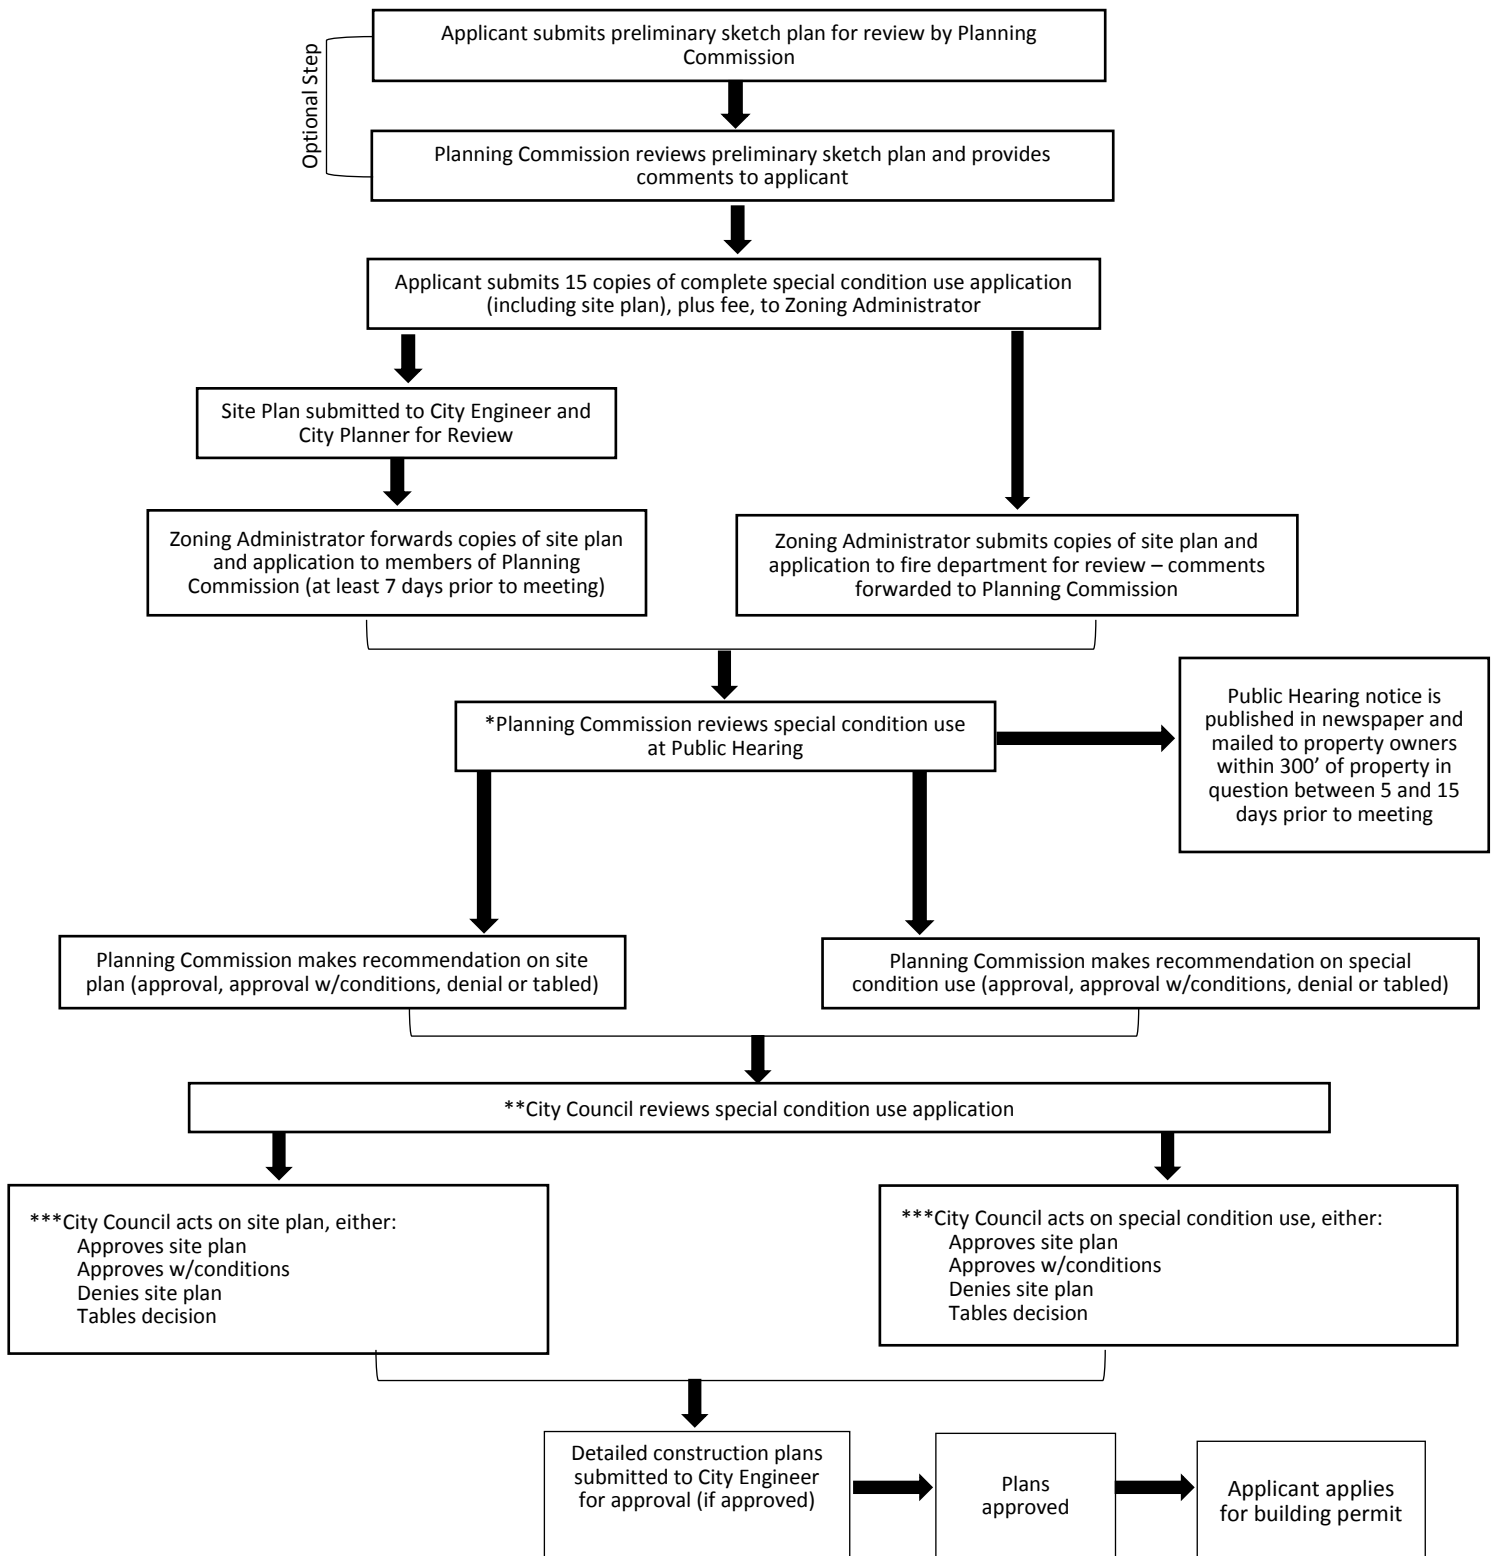 Applicant submits preliminary sketch plan for review by Planning
Commission
Optional Step
Planning Commission reviews preliminary sketch plan and provides
comments to applicant
Applicant submits 15 copies of complete special condition use application
(including site plan), plus fee, to Zoning Administrator
Site Plan submitted to City Engineer and
City Planner for Review
Zoning Administrator forwards copies of site plan
and application to members of Planning
Commission (at least 7 days prior to meeting)
Zoning Administrator submits copies of site plan and
application to fire department for review – comments
forwarded to Planning Commission
*Planning Commission reviews special condition use
at Public Hearing
Public Hearing notice is
published in newspaper and
mailed to property owners
within 300’ of property in
question between 5 and 15
days prior to meeting
Planning Commission makes recommendation on site
plan (approval, approval w/conditions, denial or tabled)
Planning Commission makes recommendation on special
condition use (approval, approval w/conditions, denial or tabled)
**City Council reviews special condition use application
***City Council acts on site plan, either:
Approves site plan
Approves w/conditions
Denies site plan
Tables decision
***City Council acts on special condition use, either:
Approves site plan
Approves w/conditions
Denies site plan
Tables decision
Detailed construction plans
submitted to City Engineer
for approval (if approved)
Plans
approved
Applicant applies
for building permit